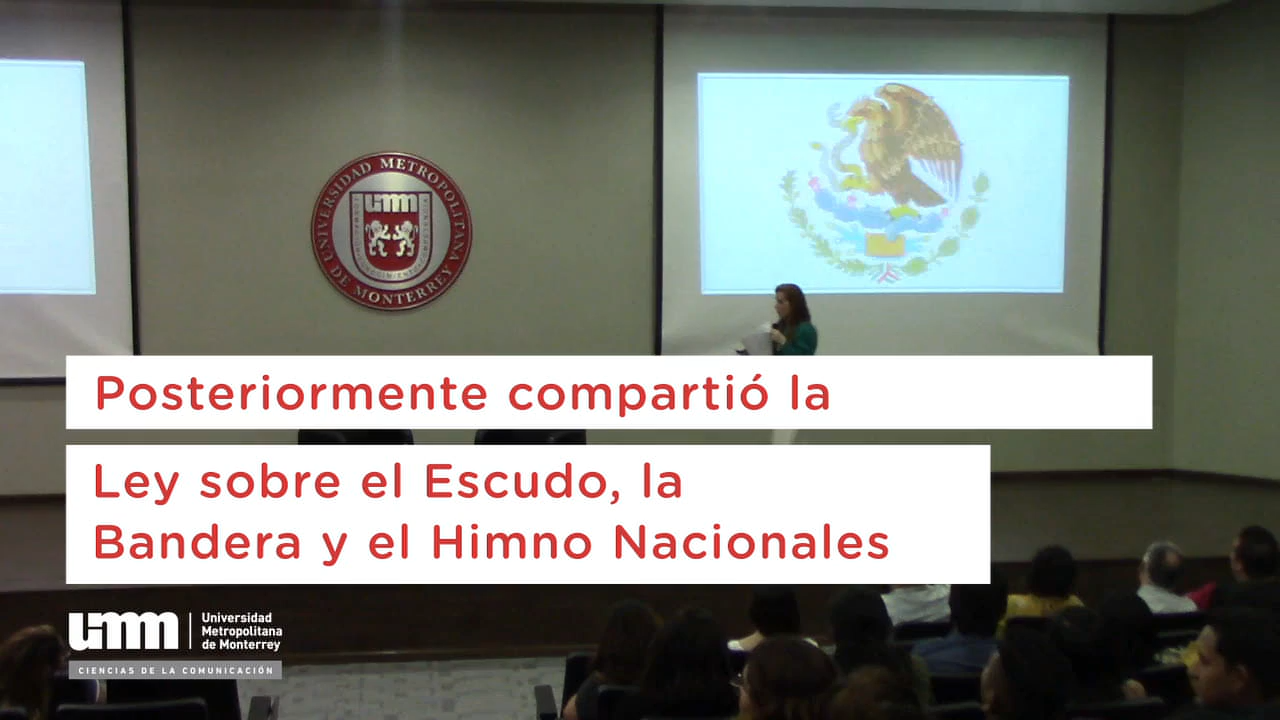 UNIVERSIDAD METROPOLITANA
DE MONTERREY
umm
Posteriormente compartió la
Ley sobre el Escudo, la
Bandera y el Himno Nacionales
umm
Universidad
Metropolitana
de Monterrey
CIENCIAS DE LA COMUNICACIÓN